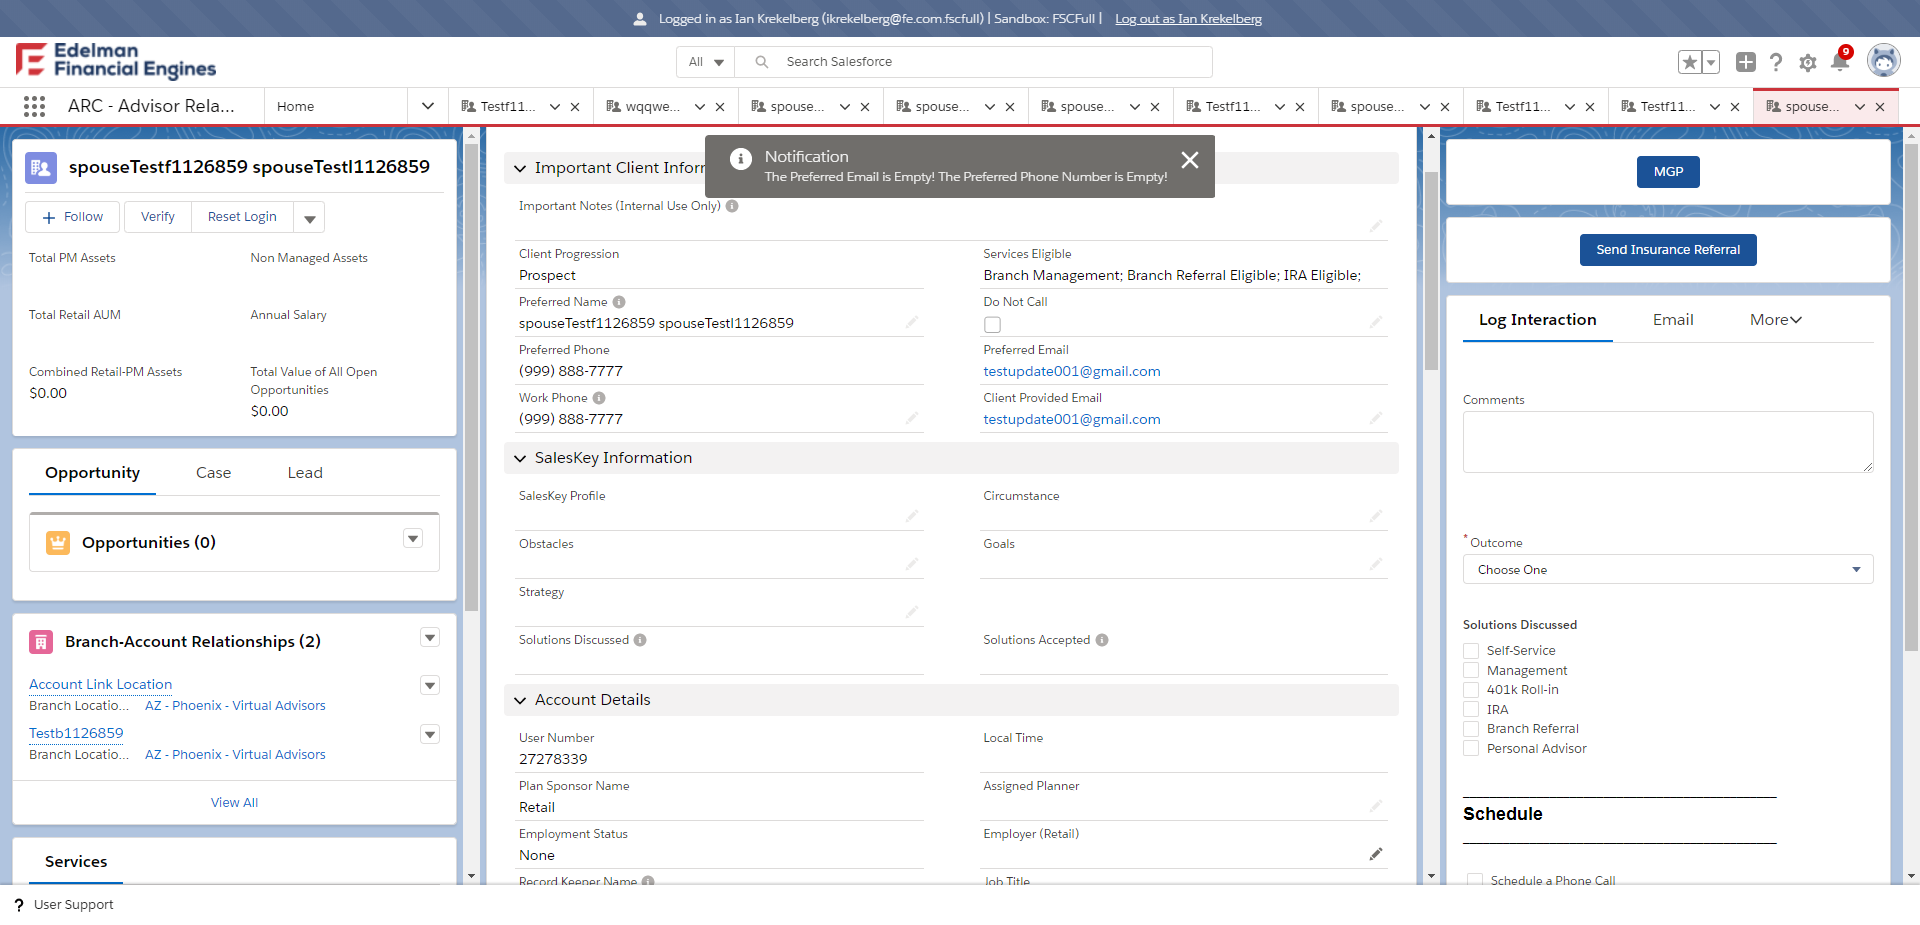 Logged in as Ian Krekelberg (ikrekelberg@fe.com.fscfull) | Sandbox: FSCFull | Log out as Ian Krekelberg
Edelman
Financial Engines
All
Search Salesforce
9
ARC - Advisor Rela...
Home
Testf11...
wqqwe...
spouse...
spouse...
spouse...
Testf11...
spouse...
Testf11...
Testf11...
spouse...
spouseTestf1126859 spouseTestl1126859
Follow
Verify
Reset Login
Total PM Assets
Non Managed Assets
Total Retail AUM
Annual Salary
Combined Retail-PM Assets
$0.00
Total Value of All Open
Opportunities
$0.00
Opportunity
Case
Lead
Opportunities (0)
Branch-Account Relationships (2)
Account Link Location
Branch Locatio... AZ - Phoenix - Virtual Advisors
Testb1126859
Branch Locatio... AZ - Phoenix - Virtual Advisors
View All
Services
Notification
The Preferred Email is Empty! The Preferred Phone Number is Empty!
Important Client Inforr
Important Notes (Internal Use Only)
Client Progression
Prospect
Services Eligible
Branch Management; Branch Referral Eligible; IRA Eligible;
Preferred Name
spouseTestf1126859 spouseTestl1126859
Do Not Call
Preferred Phone
(999) 888-7777
Preferred Email
testupdate001@gmail.com
Work Phone
(999) 888-7777
Client Provided Email
testupdate001@gmail.com
SalesKey Information
SalesKey Profile
Circumstance
Obstacles
Goals
Strategy
Solutions Discussed
Solutions Accepted
Account Details
User Number
27278339
Local Time
Plan Sponsor Name
Retail
Assigned Planner
Employment Status
None
Employer (Retail)
Record Keeper Name
Job Title
MGP
Send Insurance Referral
Log Interaction
Email
More
Comments
* Outcome
Choose One
Solutions Discussed
Self-Service
Management
401k Roll-in
IRA
Branch Referral
Personal Advisor
Schedule
Schedule a Phone Call
? User Support